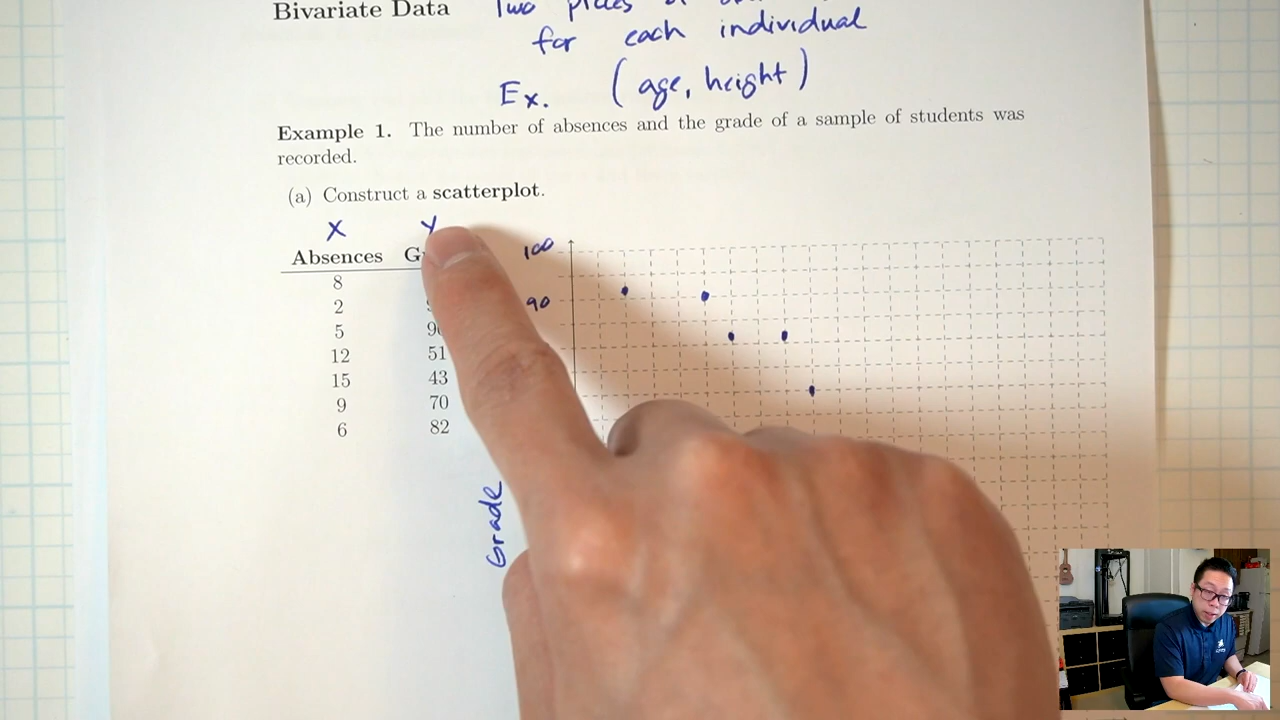 Bivariate Data Two
for each individual
Ex. (age, height)
Example 1. The number of absences and the grade of a sample of students was
recorded.
(a) Construct a scatterplot.
X Y
Absences
100
8
2
90
5
12 51
15 43
9 70
6 82
Grade